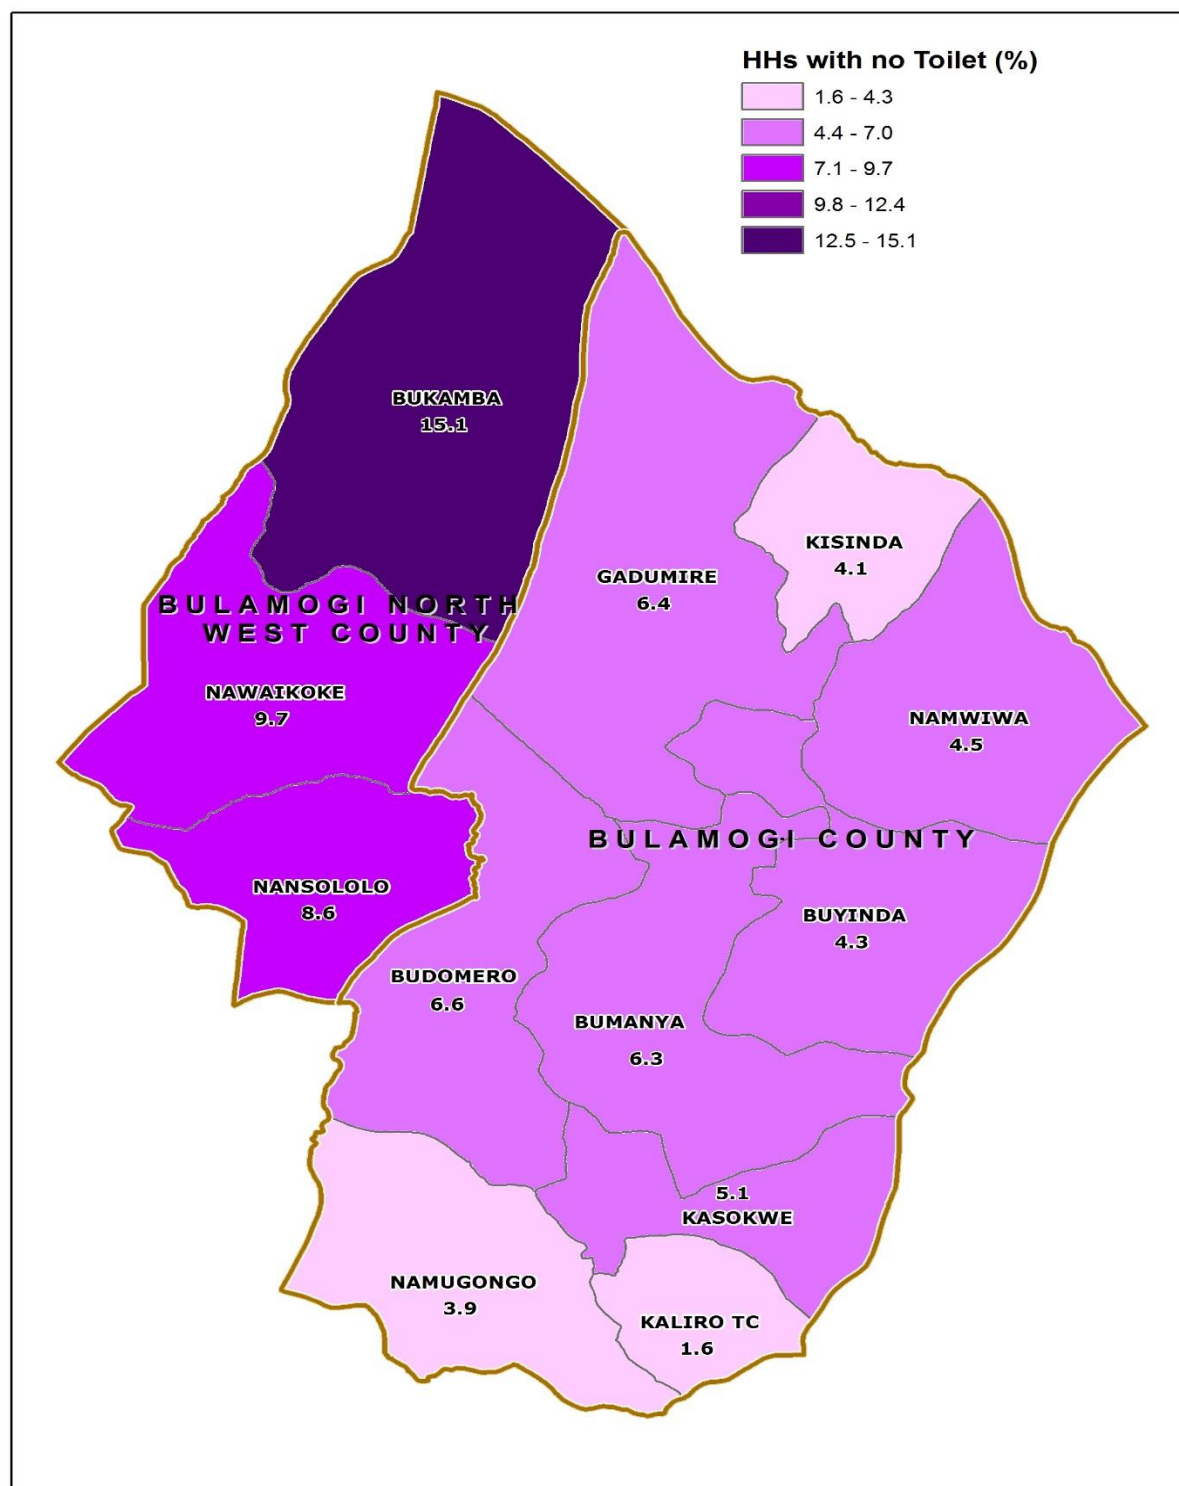 HHs with no Toilet (%)
1.6 - 4.3
4.4 - 7.0
7.1 - 9.7
9.8 - 12.4
12.5 - 15.1
BUKAMBA
15.1
KISINDA
4.1
GADUMIRE
6.4
BULAMOGI NORTH
WEST COUNTY
NAWAIKOKE
9.7
NAMWIWA
4.5
BULAMOGI COUNTY
NANSOLOLO
8.6
BUYINDA
4.3
BUDOMERO
6.6
BUMANYA
6.3
5.1
KASOKWE
NAMUGONGO
3.9
KALIRO TC
1.6